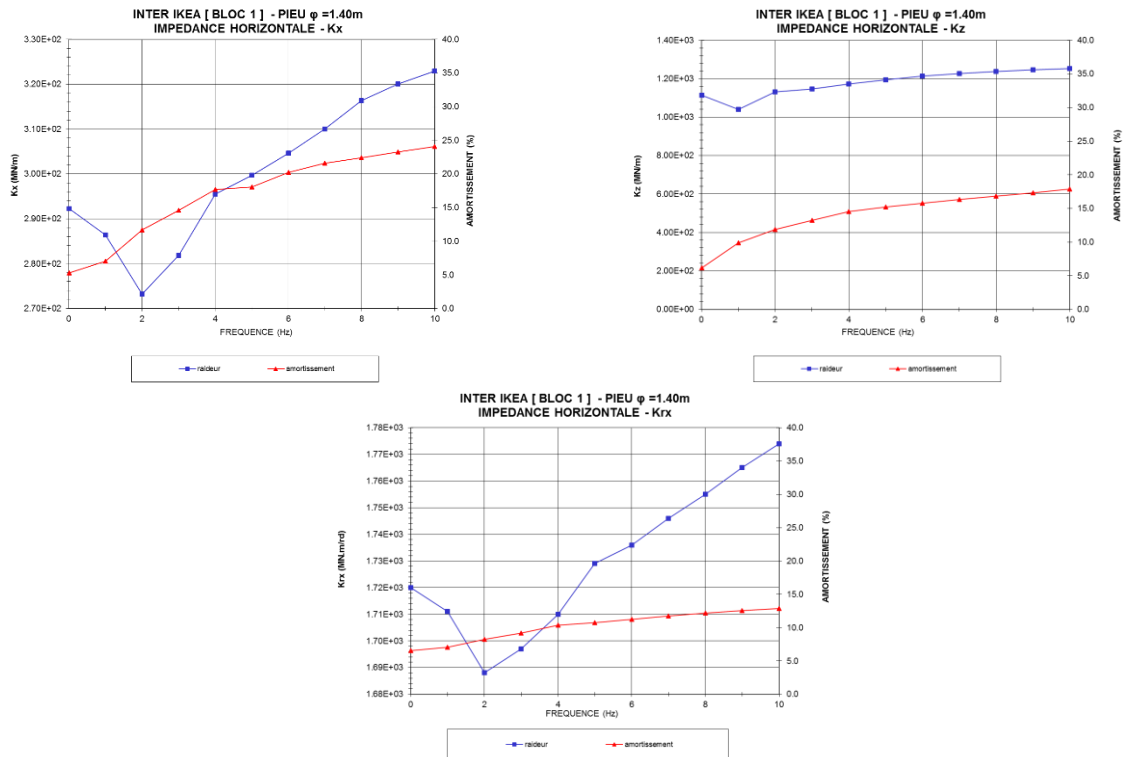 INTER IKEA [ BLOC 1 ] - PIEU φ =1.40m
IMPEDANCE HORIZONTALE - Kx
3.30E+02
3.20E+02
3.10E+02
3.00E+02
2.90E+02
2.80E+02
2.70E+02
Kx (MN/m)
40.0
35.0
30.0
25.0
20.0
15.0
10.0
5.0
0.0
AMORTISSEMENT (%)
0 2 4 6 8 10
FREQUENCE (Hz)
raideur amortissement
INTER IKEA [ BLOC 1 ] - PIEU φ =1.40m
IMPEDANCE HORIZONTALE - Kz
1.40E+03
1.20E+03
1.00E+03
8.00E+02
6.00E+02
4.00E+02
2.00E+02
0.00E+00
Kz (MN/m)
40.0
35.0
30.0
25.0
20.0
15.0
10.0
5.0
0.0
AMORTISSEMENT (%)
0 2 4 6 8 10
FREQUENCE (Hz)
raideur amortissement
INTER IKEA [ BLOC 1 ] - PIEU φ =1.40m
IMPEDANCE HORIZONTALE - Krx
1.78E+03
1.77E+03
1.76E+03
1.75E+03
1.74E+03
1.73E+03
1.72E+03
1.71E+03
1.70E+03
1.69E+03
1.68E+03
Krx (MN.m/rd)
40.0
35.0
30.0
25.0
20.0
15.0
10.0
5.0
0.0
AMORTISSEMENT (%)
0 2 4 6 8 10
FREQUENCE (Hz)
raideur amortissement